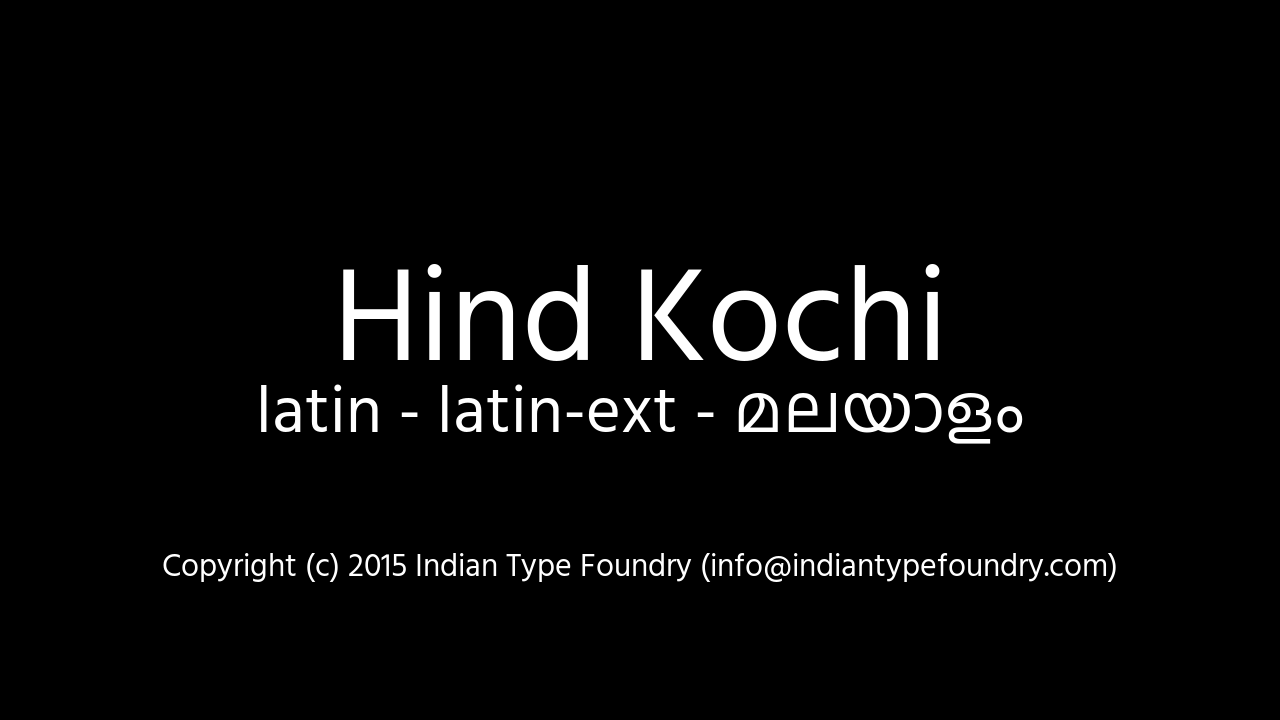 Hind Kochi
latin - latin-ext - മലയാളം
Copyright (c) 2015 Indian Type Foundry (info@indiantypefoundry.com)